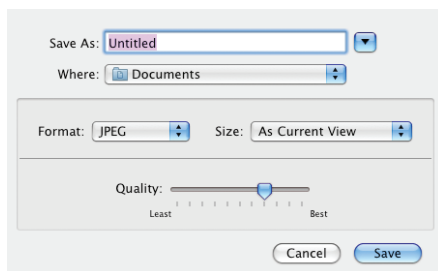 Save As: Untitled
Where: Documents
Format: JPEG Size: As Current View
Quality:
Least Best
Cancel Save